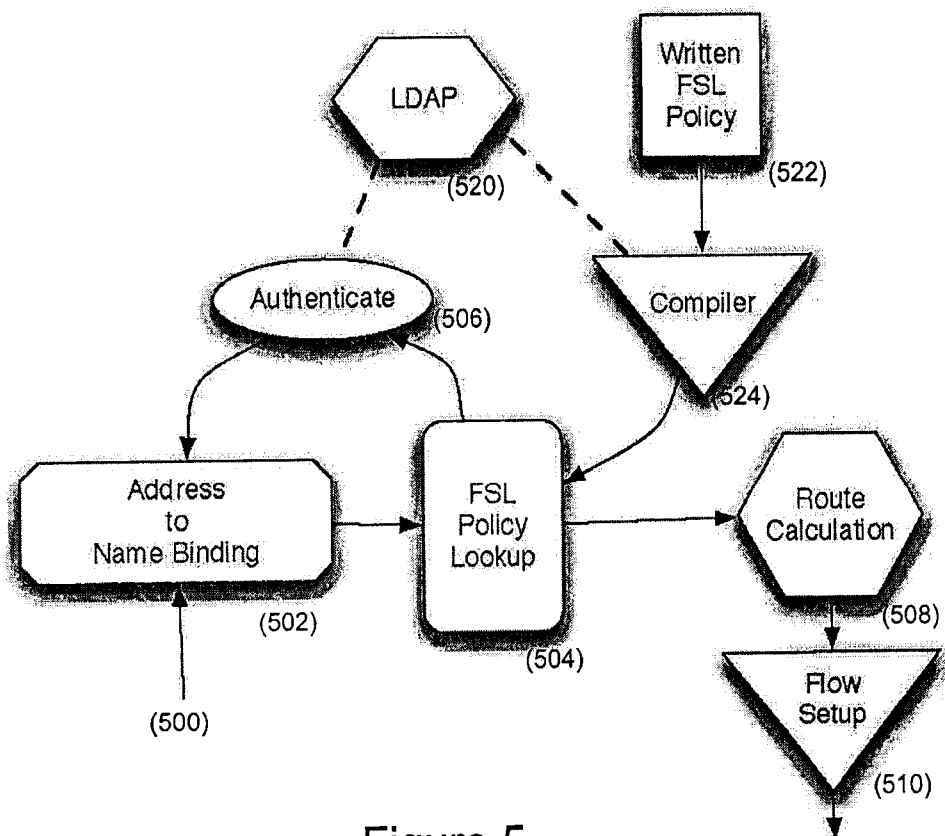 LDAP
(520)
Written
FSL
Policy
(522)
Authenticate
(506)
Compiler
(524)
Address
to
Name Binding
(502)
FSL
Policy
Lookup
(504)
Route
Calculation
(508)
(500)
Flow
Setup
(510)
Figure 5